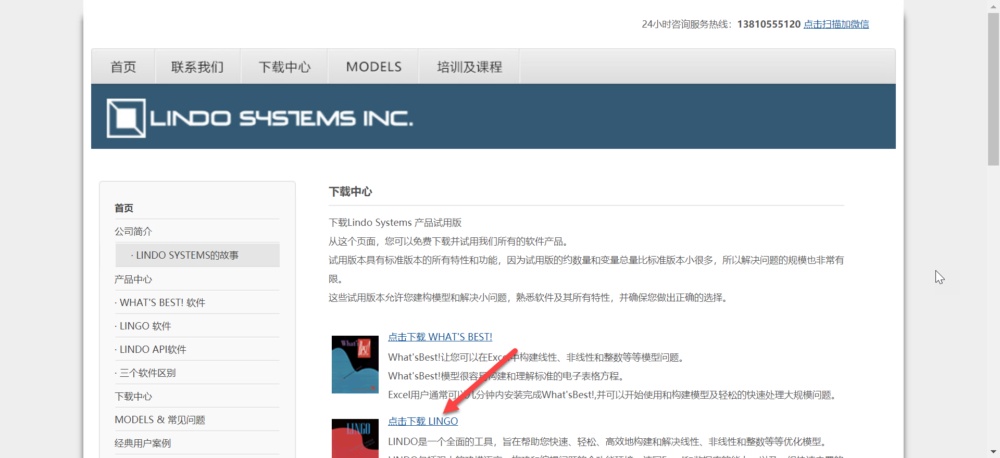 24小时咨询服务热线：13810555120 点击扫描加微信
首页 联系我们 下载中心 MODELS 培训及课程
LINDO SYSTEMS INC.
首页
公司简介
· LINDO SYSTEMS的故事
产品中心
· WHAT'S BEST! 软件
· LINGO 软件
· LINDO API软件
· 三个软件区别
下载中心
MODELS & 常见问题
经典用户案例
下载中心
下载Lindo Systems 产品试用版
从这个页面，您可以免费下载并试用我们所有的软件产品。
试用版本具有标准版本的所有特性和功能，因为试用版的约数量和变量总量比标准版本小很多，所以解决问题的规模也非常有
限。
这些试用版本允许您建构模型和解决小问题，熟悉软件及其所有特性，并确保您做出正确的选择。
What's Best!
点击下载 WHAT'S BEST!
What'sBest!让您可以在Excel中构建线性、非线性和整数等等模型问题。
What'sBest!模型很容易构建和理解标准的电子表格方程。
Excel用户通常可以几分钟内安装完成What'sBest!,并可以开始使用和构建模型及轻松的快速处理大规模问题。
LINGO
点击下载 LINGO
LINDO是一个全面的工具，旨在帮助您快速、轻松、高效地构建和解决线性、非线性和整数等等优化模型。